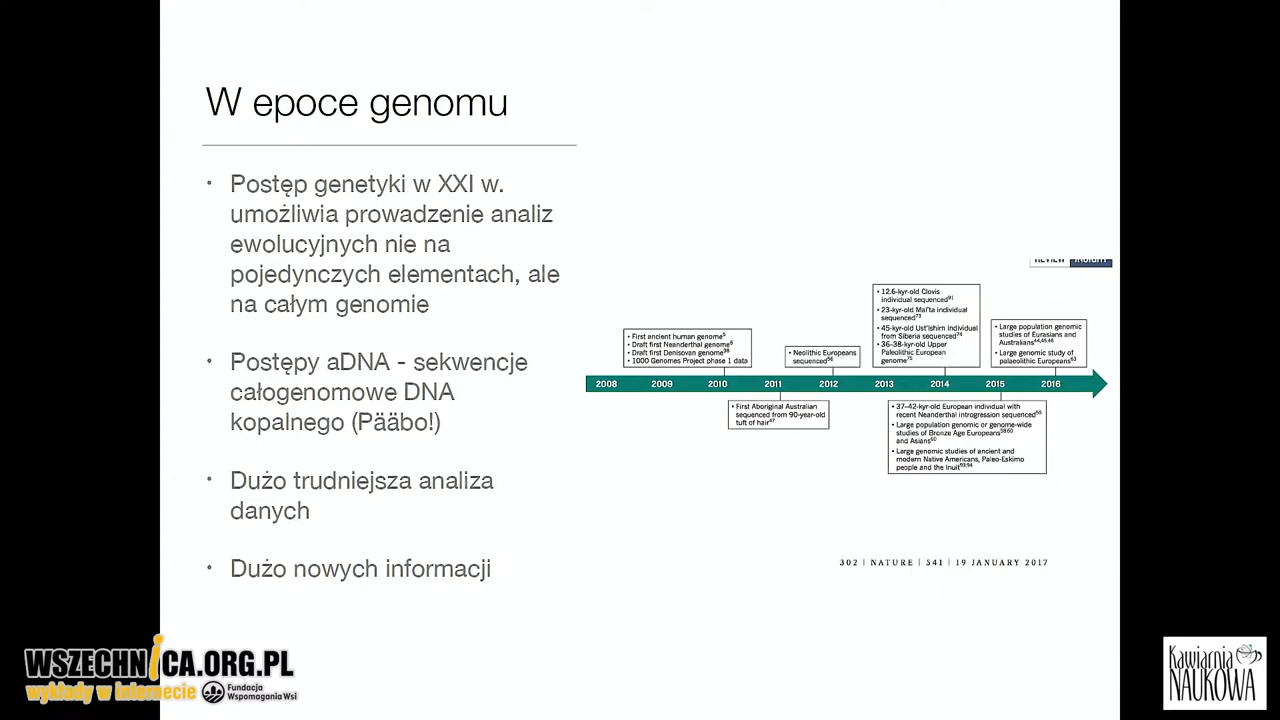 W epoce genomu
• Postęp genetyki w XXI w.
umożliwia prowadzenie analiz
ewolucyjnych nie na
pojedynczych elementach, ale
na całym genomie
• Postępy aDNA - sekwencje
całogenomowe DNA
kopalnego (Pääbo!)
• Dużo trudniejsza analiza
danych
• Dużo nowych informacji
REVIEW INSIGHT
• First ancient human genome5
• Draft Neanderthal genome6
• Draft first Denisovan genome
• 1000 Genomes Project phase 1 data
• Neolithic Europeans
sequenced
• 12.6-kyr-old Clovis
individual sequenced91
• 23-kyr-old Mal'ta individual
sequenced
• 45-kyr-old Ust'Ishim individual
from Siberia sequenced
• 36-38-kyr-old Upper
Paleolithic European
genome
• Large population genomic
studies of Eurasians and
Australians
• Large genomic study of
palaeolithic Europeans
2008 2009 2010 2011 2012 2013 2014 2015 2016
• First Aboriginal Australian
sequenced from 90-year-old
tuft of hair
• 37–42-kyr-old European individual with
recent Neanderthal introgression sequenced
• Large population genomic or genome-wide
studies of Bronze Age Europeans
and Asians
• Large genomic studies of ancient and
modern Native Americans, Paleo-Eskimo
people and the Inuit93,94
302 | NATURE | 541 | 19 JANUARY 2017
WSZECHNICA.ORG.PL
wykłady w internecie
Fundacja
Wspomagania Wsi
Kawiarnia
NAUKOWA